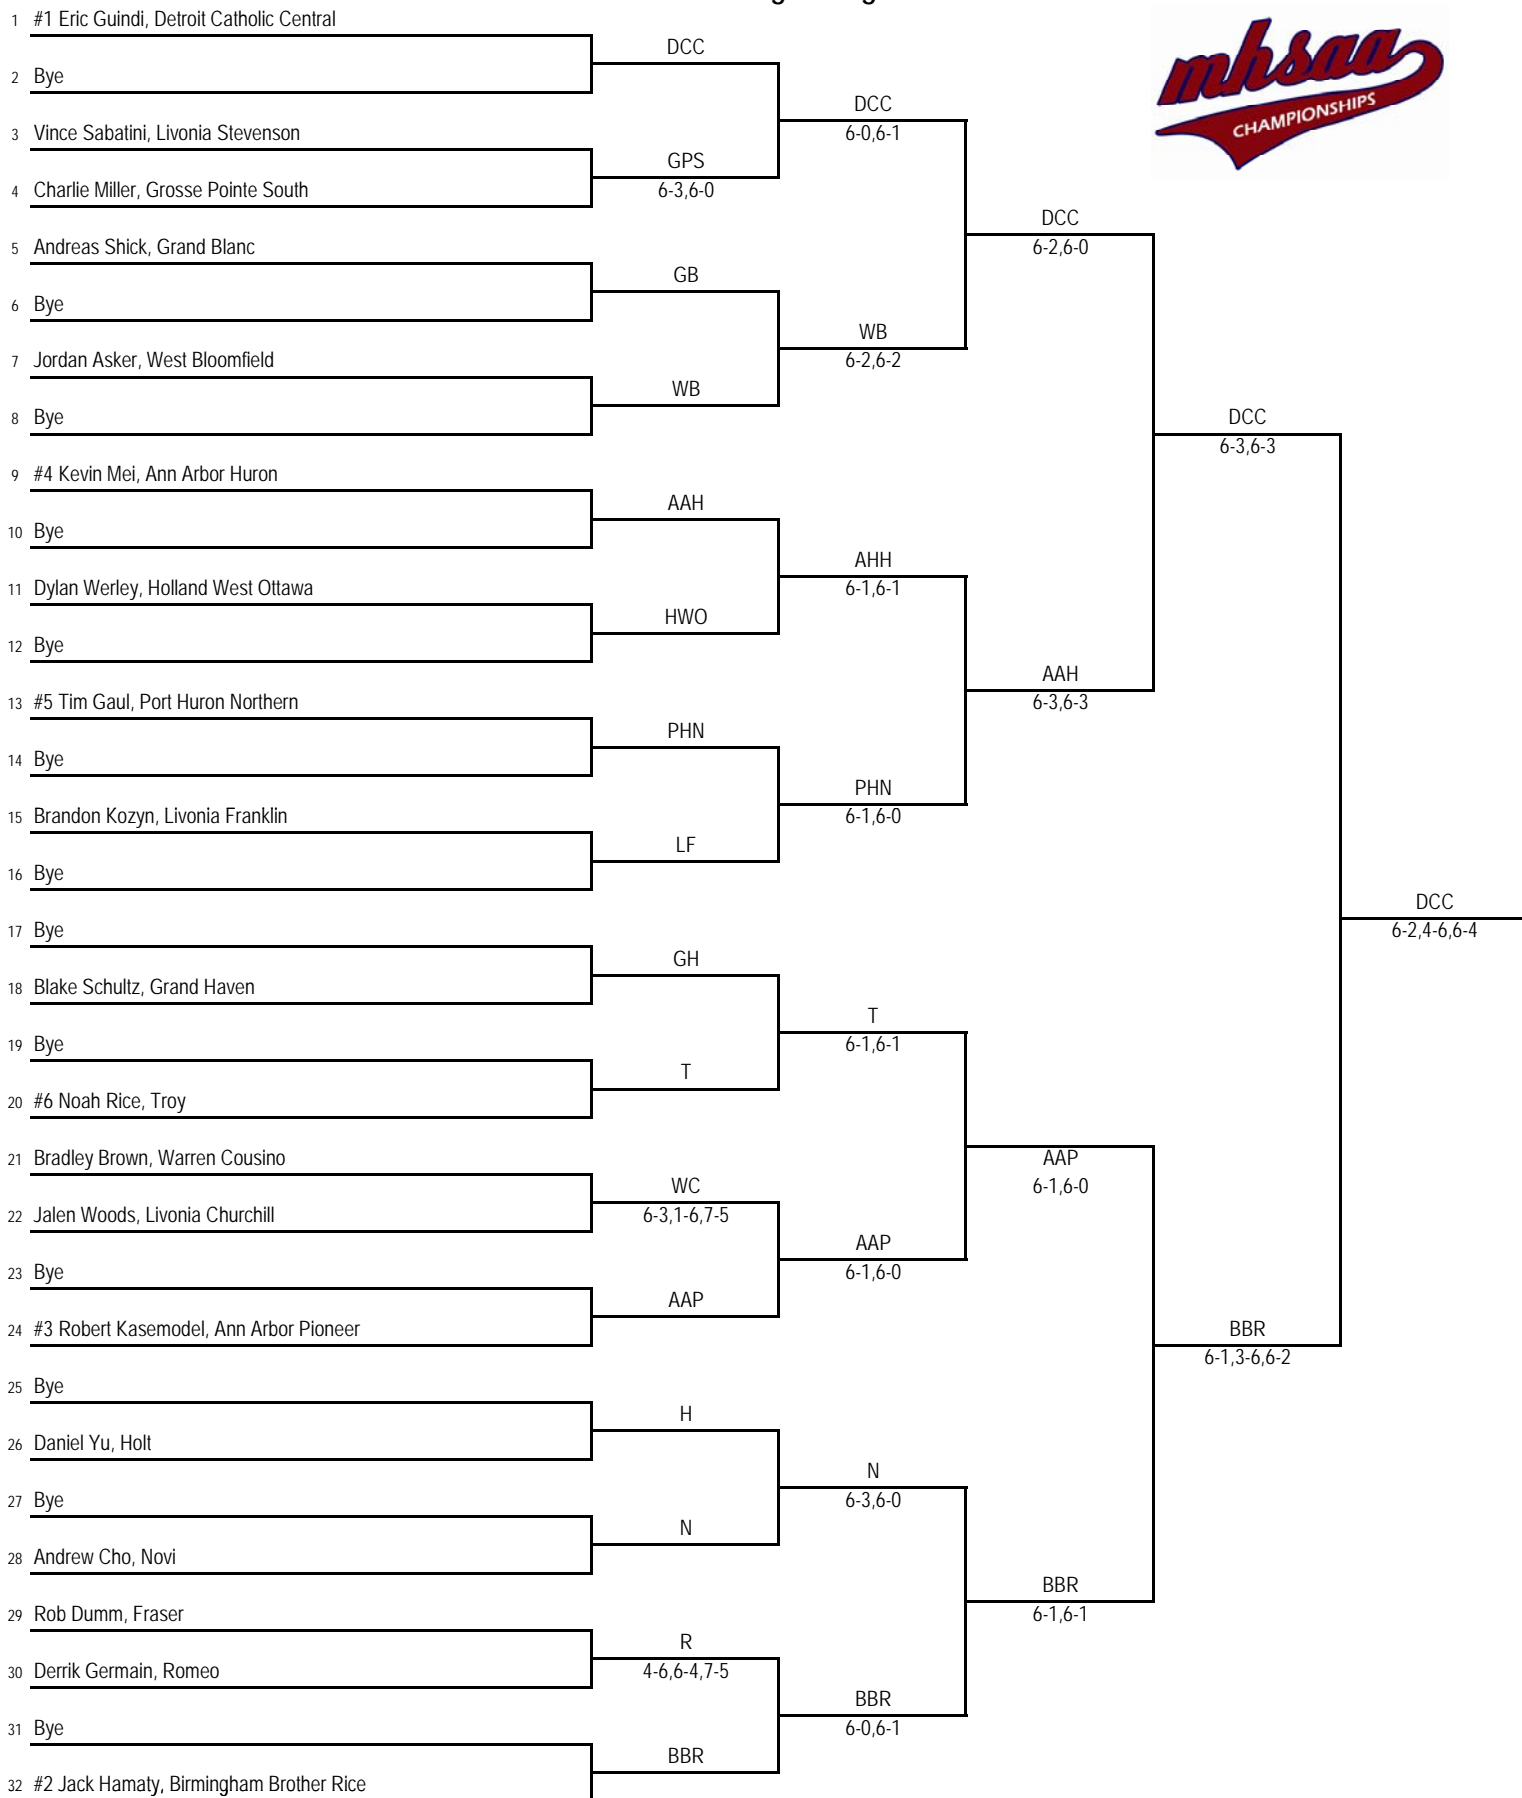 1 #1 Eric Guindi, Detroit Catholic Central
DCC
2 Bye
DCC
6-0,6-1
3 Vince Sabatini, Livonia Stevenson
GPS
6-3,6-0
4 Charlie Miller, Grosse Pointe South
DCC
6-2,6-0
5 Andreas Shick, Grand Blanc
GB
6 Bye
WB
6-2,6-2
7 Jordan Asker, West Bloomfield
WB
8 Bye
DCC
6-3,6-3
9 #4 Kevin Mei, Ann Arbor Huron
AAH
10 Bye
AHH
6-1,6-1
11 Dylan Werley, Holland West Ottawa
HWO
12 Bye
AAH
6-3,6-3
13 #5 Tim Gaul, Port Huron Northern
PHN
14 Bye
PHN
6-1,6-0
15 Brandon Kozyn, Livonia Franklin
LF
16 Bye
DCC
6-2,4-6,6-4
17 Bye
GH
18 Blake Schultz, Grand Haven
T
6-1,6-1
19 Bye
T
20 #6 Noah Rice, Troy
AAP
6-1,6-0
21 Bradley Brown, Warren Cousino
WC
6-3,1-6,7-5
22 Jalen Woods, Livonia Churchill
AAP
6-1,6-0
23 Bye
AAP
24 #3 Robert Kasemodel, Ann Arbor Pioneer
BBR
6-1,3-6,6-2
25 Bye
H
26 Daniel Yu, Holt
N
6-3,6-0
27 Bye
N
28 Andrew Cho, Novi
BBR
6-1,6-1
29 Rob Dumm, Fraser
R
4-6,6-4,7-5
30 Derrik Germain, Romeo
BBR
6-0,6-1
31 Bye
BBR
32 #2 Jack Hamaty, Birmingham Brother Rice
mhsaa
CHAMPIONSHIPS